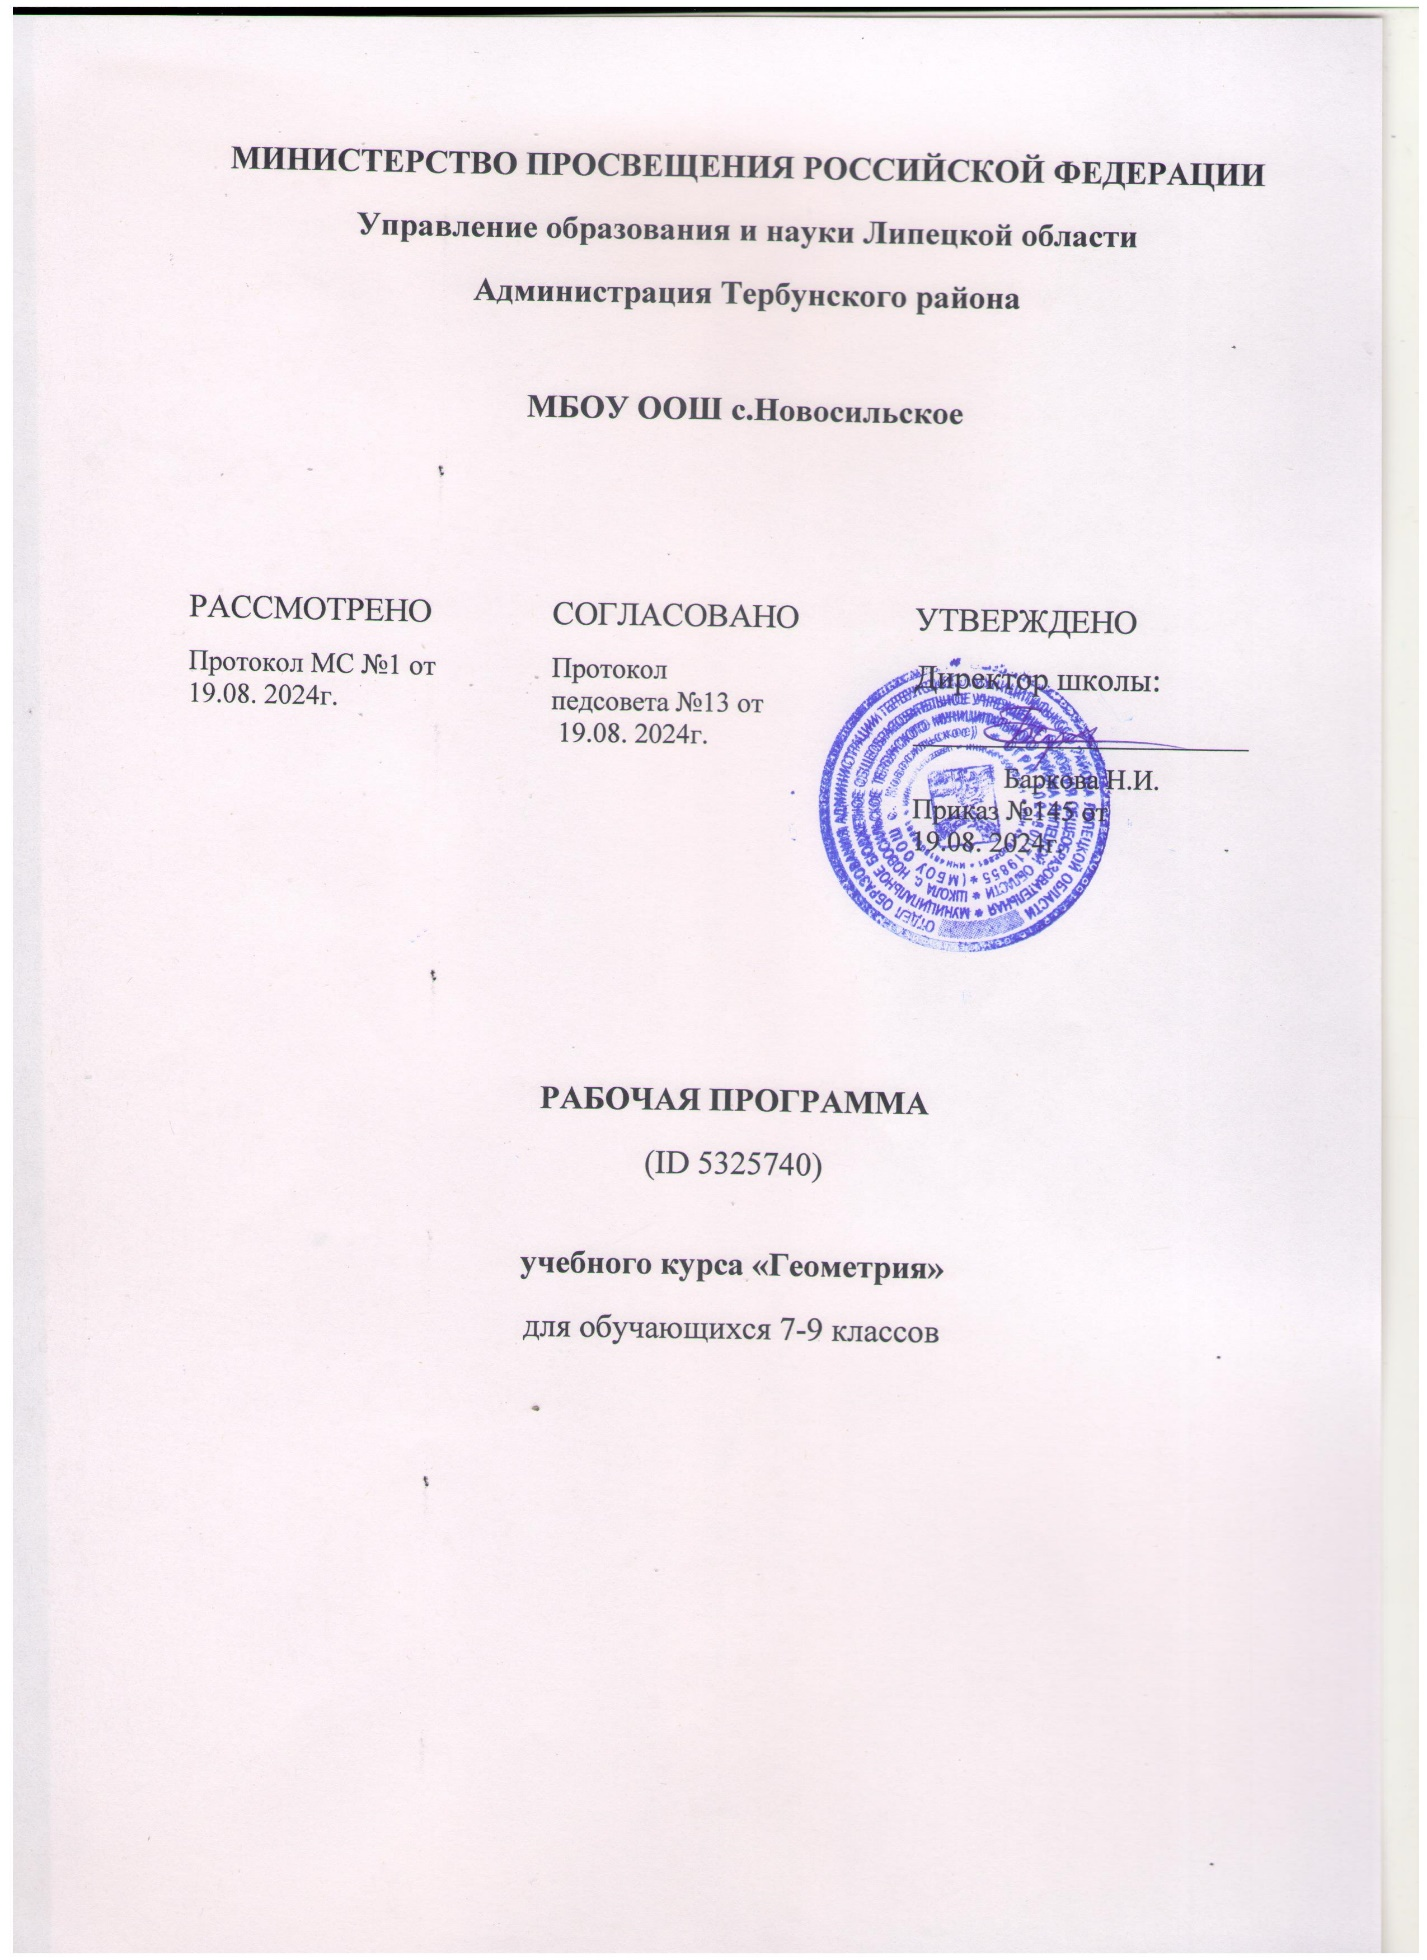 МИНИСТЕРСТВО ПРОСВЕЩЕНИЯ РОССИЙСКОЙ ФЕДЕРАЦИИ
Управление образования и науки Липецкой области
Администрация Тербунского района
МБОУ ООШ с.Новосильское
РАССМОТРЕНО
Протокол МС №1 от
19.08. 2024г.
СОГЛАСОВАНО
Протокол
педсовета №13 от
19.08. 2024г.
УТВЕРЖДЕНО
Директор школы:
Баркова Н.И.
Приказ №145 от
19.08. 2024г.
РАБОЧАЯ ПРОГРАММА
(ID 5325740)
учебного курса «Геометрия»
для обучающихся 7-9 классов